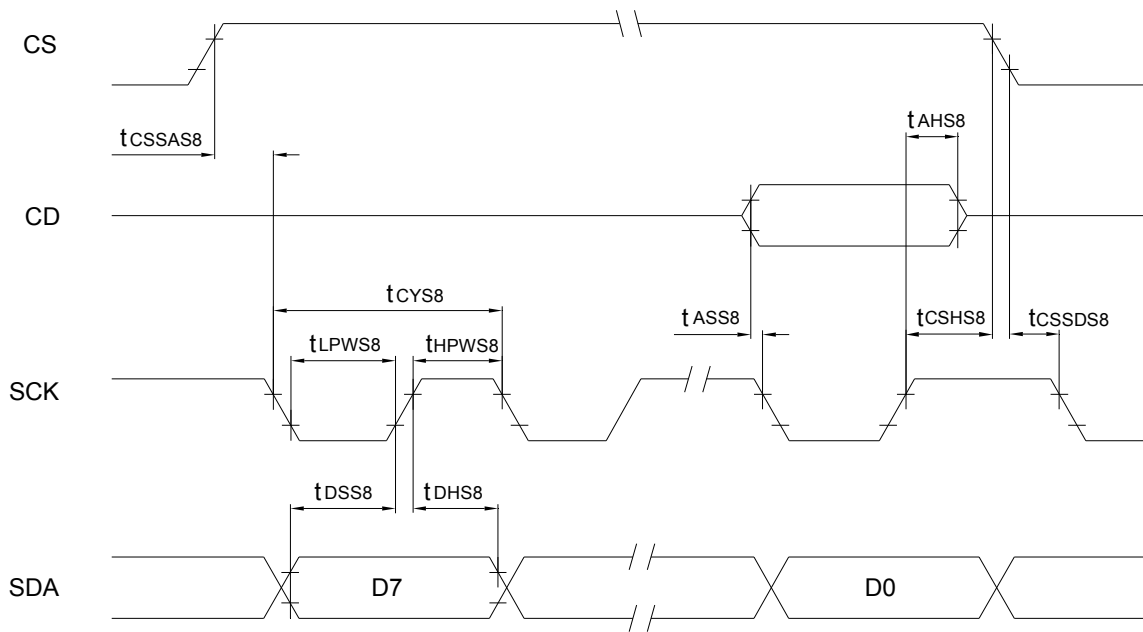 CS
tCSSAS8
tAHS8
CD
tCYS8
tASS8
tCSHS8
tCSSDS8
tLPWS8
tHPWS8
SCK
tDSS8
tDHS8
SDA
D7
D0